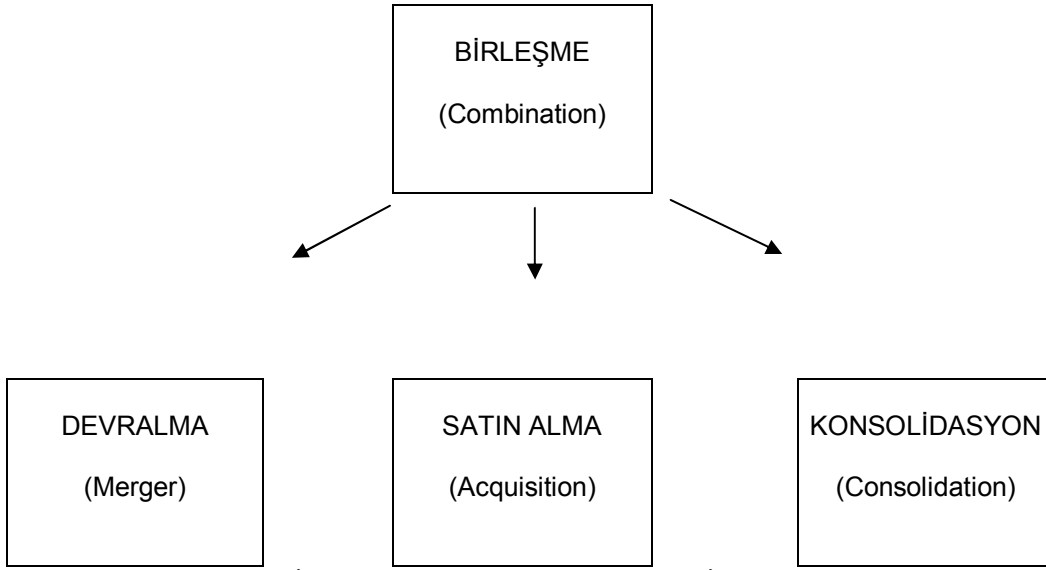 BİRLEŞME
(Combination)
DEVRALMA
(Merger)
SATIN ALMA
(Acquisition)
KONSOLİDASYON
(Consolidation)